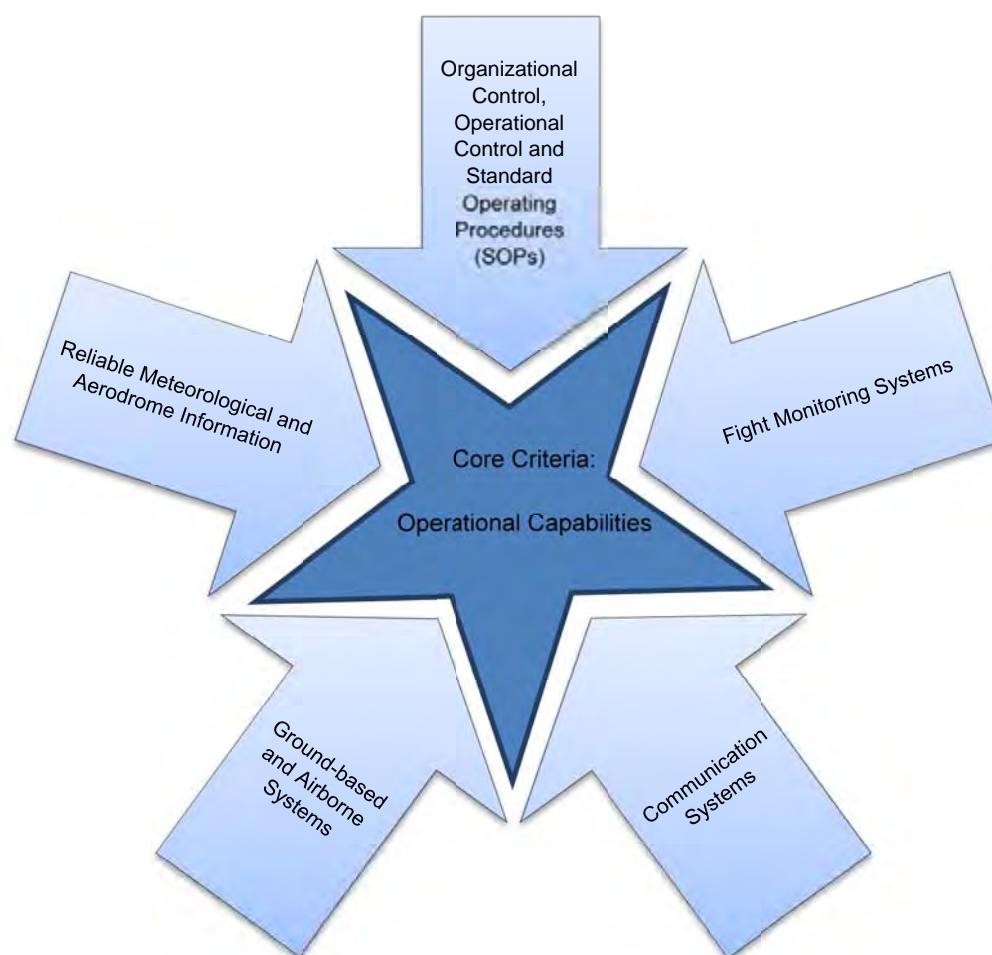 Organizational
Control,
Operational
Control and
Standard
Operating
Procedures
(SOPs)
Reliable Meteorological and
Aerodrome Information
Fight Monitoring Systems
Core Criteria:
Operational Capabilities
Ground-based
and Airborne
Systems
Communication
Systems